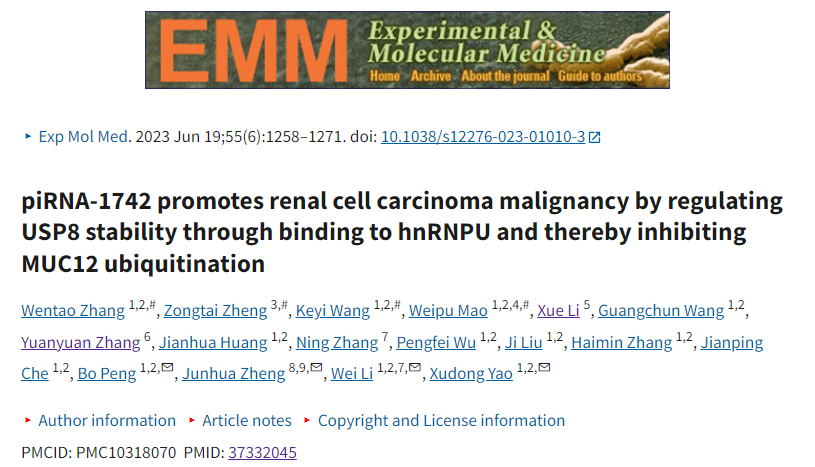 EMM
Experimental &
Molecular Medicine
Home Archive About the journal Guide to authors
‣ Exp Mol Med. 2023 Jun 19;55(6):1258–1271. doi: 10.1038/s12276-023-01010-3
piRNA-1742 promotes renal cell carcinoma malignancy by regulating
USP8 stability through binding to hnRNPU and thereby inhibiting
MUC12 ubiquitination
Wentao Zhang 1,2,#, Zongtai Zheng 3,#, Keyi Wang 1,2,#, Weipu Mao 1,2,4,#, Xue Li 5, Guangchun Wang 1,2,
Yuanyuan Zhang 6, Jianhua Huang 1,2, Ning Zhang 7, Pengfei Wu 1,2, Ji Liu 1,2, Haimin Zhang 1,2, Jianping
Che 1,2, Bo Peng 1,2,✉, Junhua Zheng 8,9,✉, Wei Li 1,2,7,✉, Xudong Yao 1,2,✉
‣ Author information ‣ Article notes ‣ Copyright and License information
PMCID: PMC10318070 PMID: 37332045